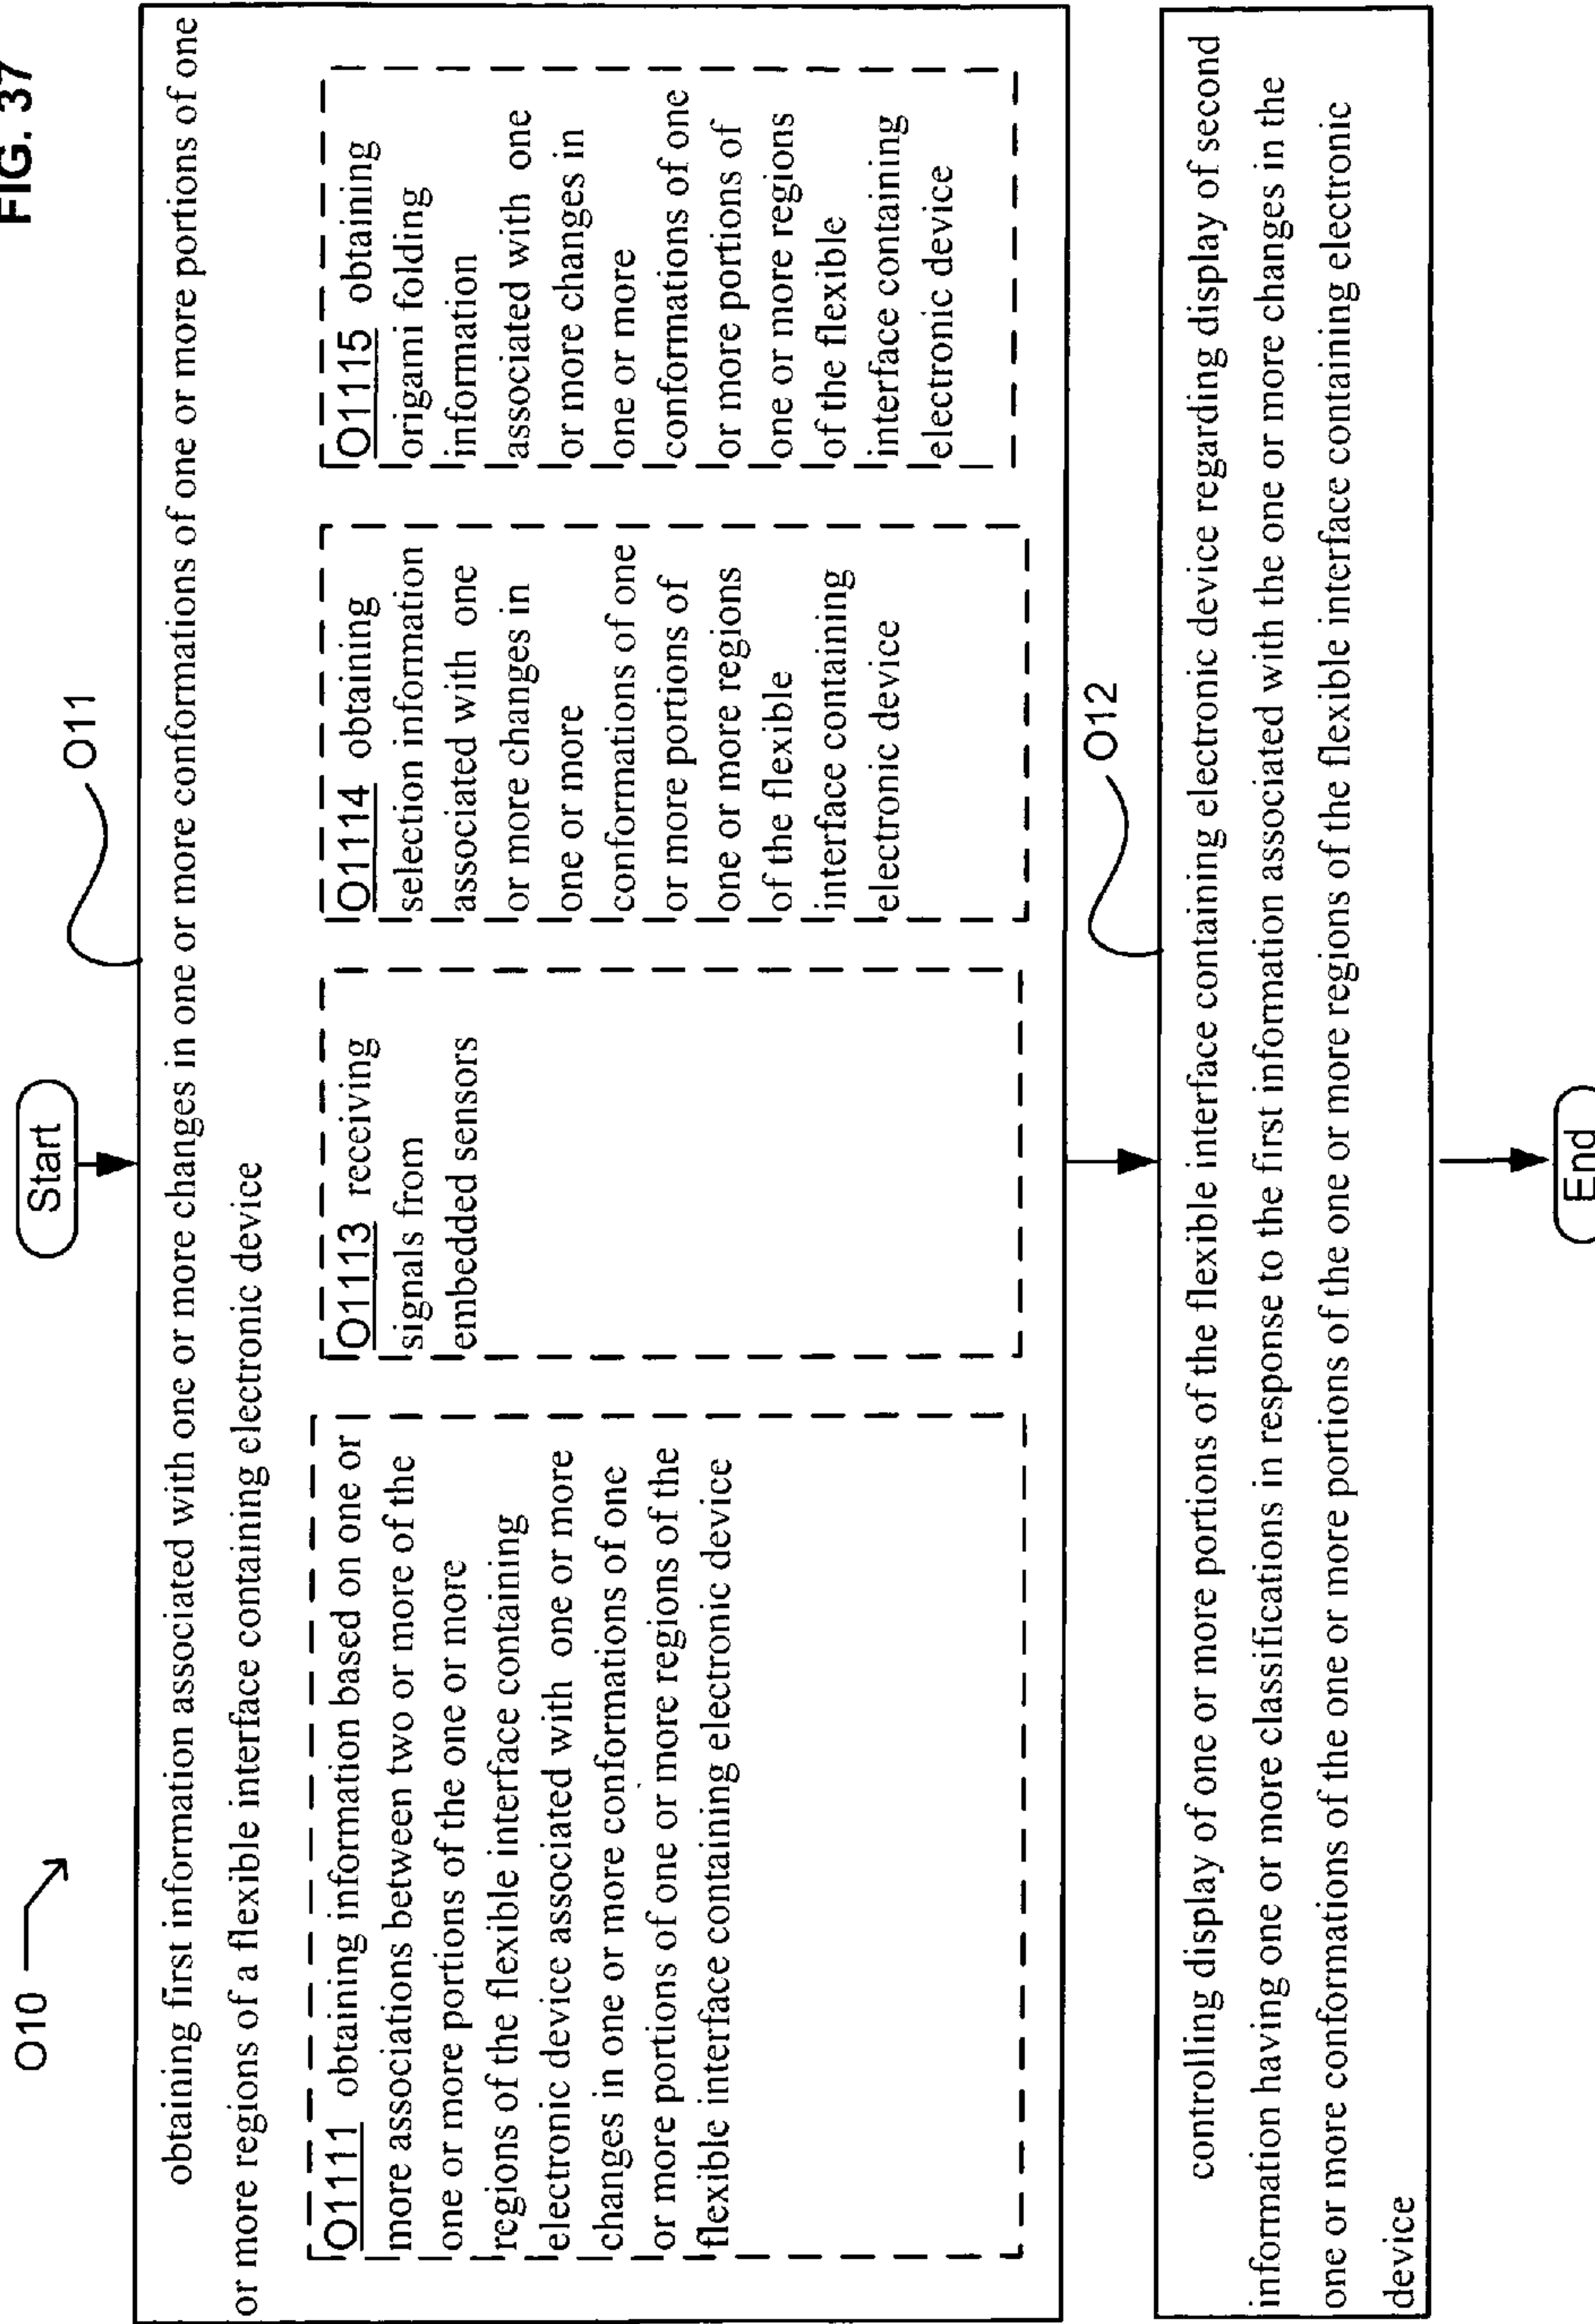 FIG. 37
O10
Start
O11
obtaining first information associated with one or more changes in one or more conformations of one or more portions of one
or more regions of a flexible interface containing electronic device
O1111 obtaining information based on one or
more associations between two or more of the
one or more portions of the one or more
regions of the flexible interface containing
electronic device associated with one or more
changes in one or more conformations of one
or more portions of one or more regions of the
flexible interface containing electronic device
O1113 receiving
signals from
embedded sensors
O1114 obtaining
selection information
associated with one
or more changes in
one or more
conformations of one
or more portions of
one or more regions
of the flexible
interface containing
electronic device
O1115 obtaining
origami folding
information
associated with one
or more changes in
one or more
conformations of one
or more portions of
one or more regions
of the flexible
interface containing
electronic device
O12
controlling display of one or more portions of the flexible interface containing electronic device regarding display of second
information having one or more classifications in response to the first information associated with the one or more changes in the
one or more conformations of the one or more portions of the one or more regions of the flexible interface containing electronic
device
End